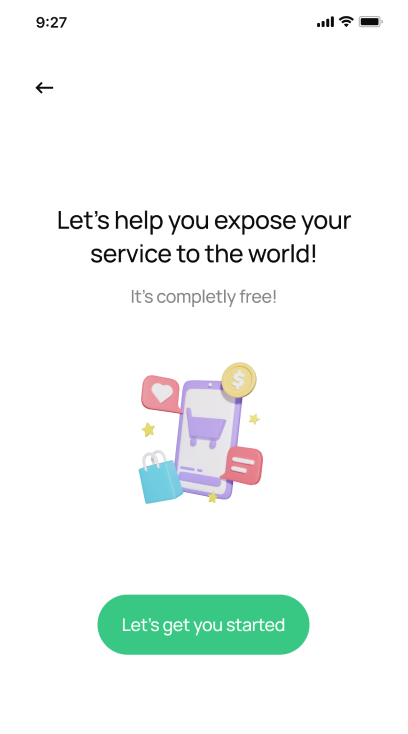 9:27
Let's help you expose your
service to the world!
It's completly free!
$
Let's get you started